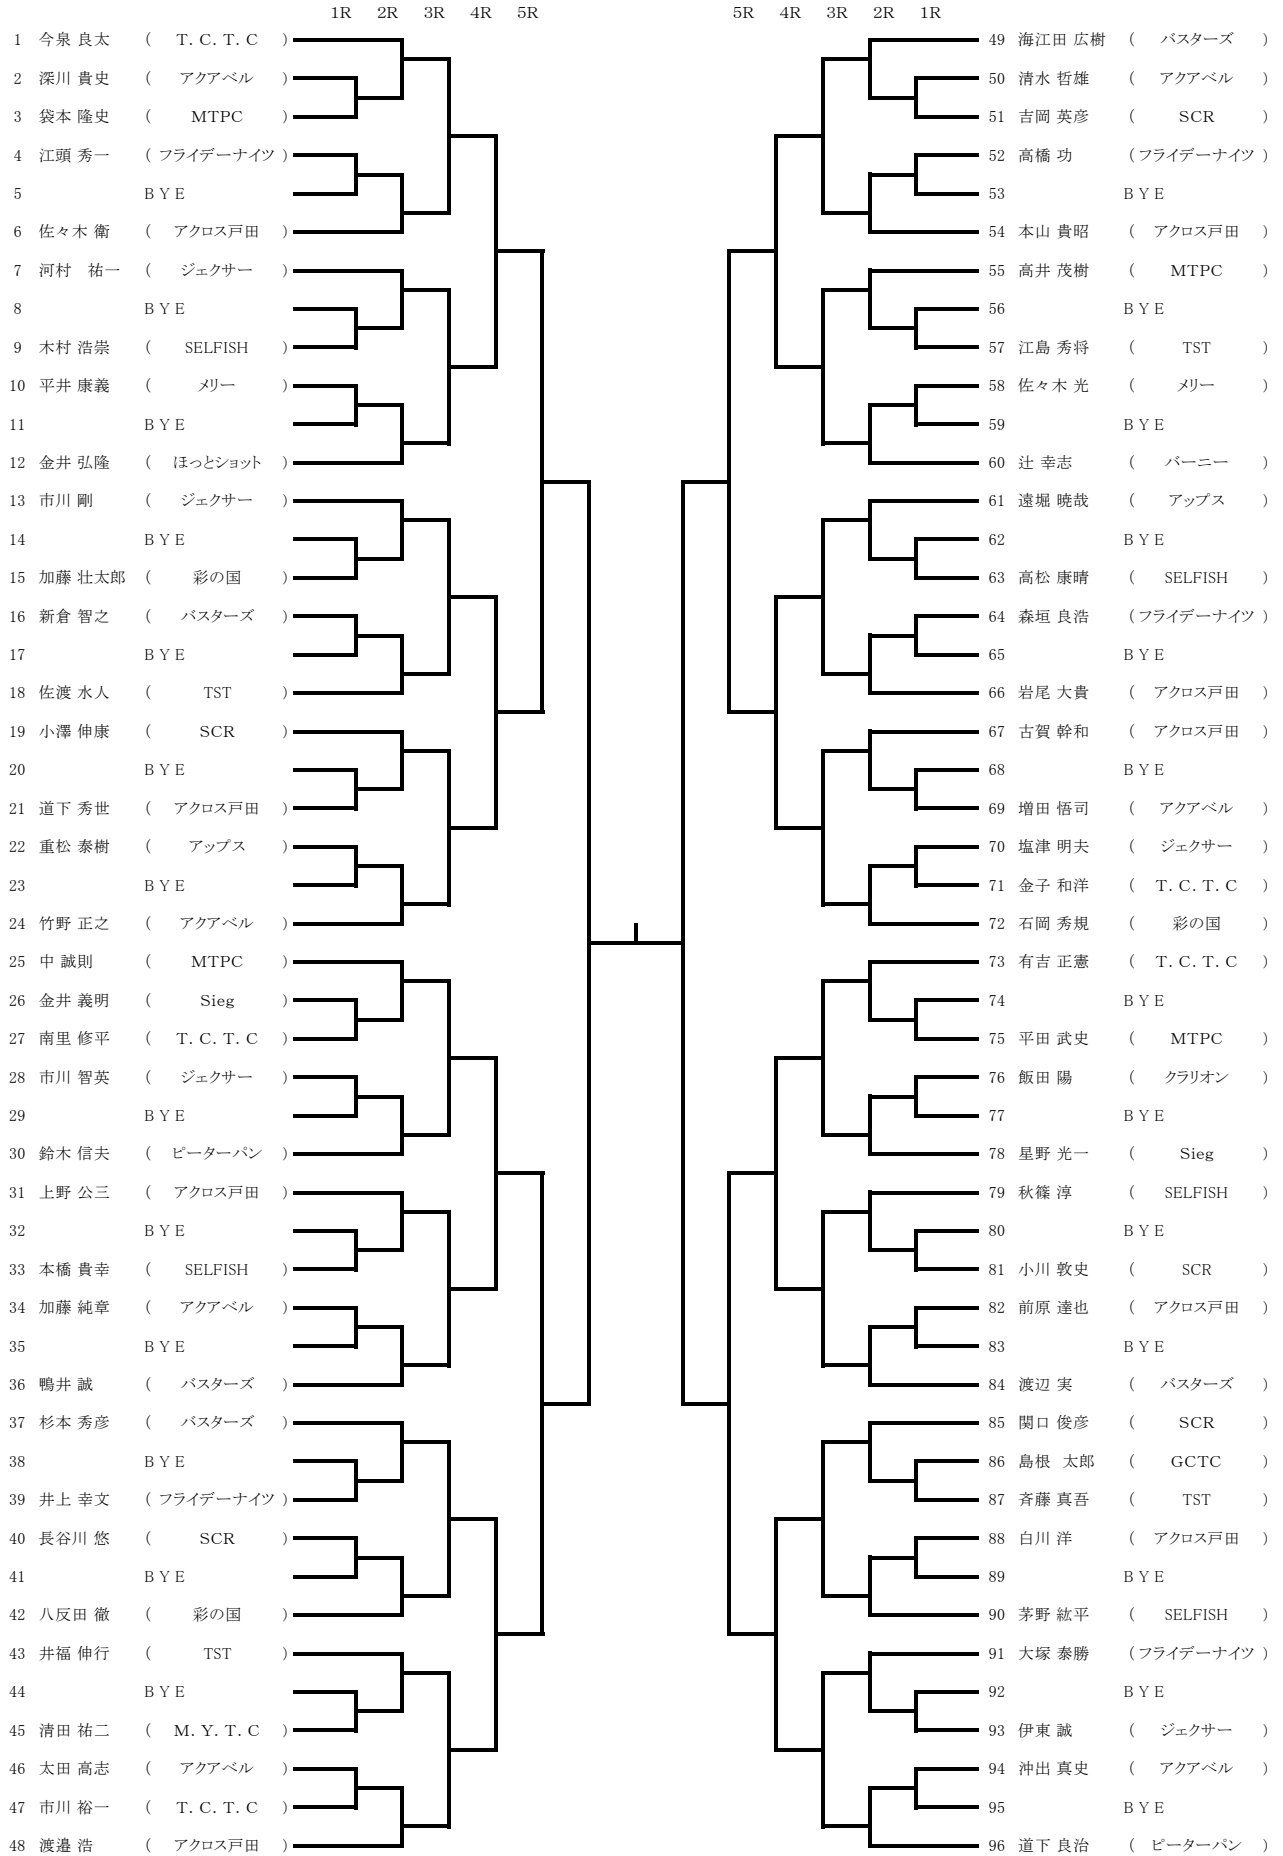 1R 2R 3R 4R 5R
1 今泉 良太 ( T. C. T. C )
2 深川 貴史 ( アクアベル )
3 袋本 隆史 ( MTPC )
4 江頭 秀一 ( フライデーナイツ )
5 B Y E
6 佐々木 衛 ( アクロス戸田 )
7 河村 祐一 ( ジェクサー )
8 B Y E
9 木村 浩崇 ( SELFISH )
10 平井 康義 ( メリー )
11 B Y E
12 金井 弘隆 ( ほっとショット )
13 市川 剛 ( ジェクサー )
14 B Y E
15 加藤 壮太郎 ( 彩の国 )
16 新倉 智之 ( バスターズ )
17 B Y E
18 佐渡 水人 ( TST )
19 小澤 伸康 ( SCR )
20 B Y E
21 道下 秀世 ( アクロス戸田 )
22 重松 泰樹 ( アップス )
23 B Y E
24 竹野 正之 ( アクアベル )
25 中 誠則 ( MTPC )
26 金井 義明 ( Sieg )
27 南里 修平 ( T. C. T. C )
28 市川 智英 ( ジェクサー )
29 B Y E
30 鈴木 信夫 ( ピーターパン )
31 上野 公三 ( アクロス戸田 )
32 B Y E
33 本橋 貴幸 ( SELFISH )
34 加藤 純章 ( アクアベル )
35 B Y E
36 鴨井 誠 ( バスターズ )
37 杉本 秀彦 ( バスターズ )
38 B Y E
39 井上 幸文 ( フライデーナイツ )
40 長谷川 悠 ( SCR )
41 B Y E
42 八反田 徹 ( 彩の国 )
43 井福 伸行 ( TST )
44 B Y E
45 清田 祐二 ( M. Y. T. C )
46 太田 高志 ( アクアベル )
47 市川 裕一 ( T. C. T. C )
48 渡邉 浩 ( アクロス戸田 )
5R 4R 3R 2R 1R
49 海江田 広樹 ( バスターズ )
50 清水 哲雄 ( アクアベル )
51 吉岡 英彦 ( SCR )
52 高橋 功 ( フライデーナイツ )
53 B Y E
54 本山 貴昭 ( アクロス戸田 )
55 高井 茂樹 ( MTPC )
56 B Y E
57 江島 秀将 ( TST )
58 佐々木 光 ( メリー )
59 B Y E
60 辻 幸志 ( バーニー )
61 遠堀 暁哉 ( アップス )
62 B Y E
63 高松 康晴 ( SELFISH )
64 森垣 良浩 ( フライデーナイツ )
65 B Y E
66 岩尾 大貴 ( アクロス戸田 )
67 古賀 幹和 ( アクロス戸田 )
68 B Y E
69 増田 悟司 ( アクアベル )
70 塩津 明夫 ( ジェクサー )
71 金子 和洋 ( T. C. T. C )
72 石岡 秀規 ( 彩の国 )
73 有吉 正憲 ( T. C. T. C )
74 B Y E
75 平田 武史 ( MTPC )
76 飯田 陽 ( クラリオン )
77 B Y E
78 星野 光一 ( Sieg )
79 秋篠 淳 ( SELFISH )
80 B Y E
81 小川 敦史 ( SCR )
82 前原 達也 ( アクロス戸田 )
83 B Y E
84 渡辺 実 ( バスターズ )
85 関口 俊彦 ( SCR )
86 島根 太郎 ( GCTC )
87 斉藤 真吾 ( TST )
88 白川 洋 ( アクロス戸田 )
89 B Y E
90 茅野 紘平 ( SELFISH )
91 大塚 泰勝 ( フライデーナイツ )
92 B Y E
93 伊東 誠 ( ジェクサー )
94 沖出 真史 ( アクアベル )
95 B Y E
96 道下 良治 ( ピーターパン )